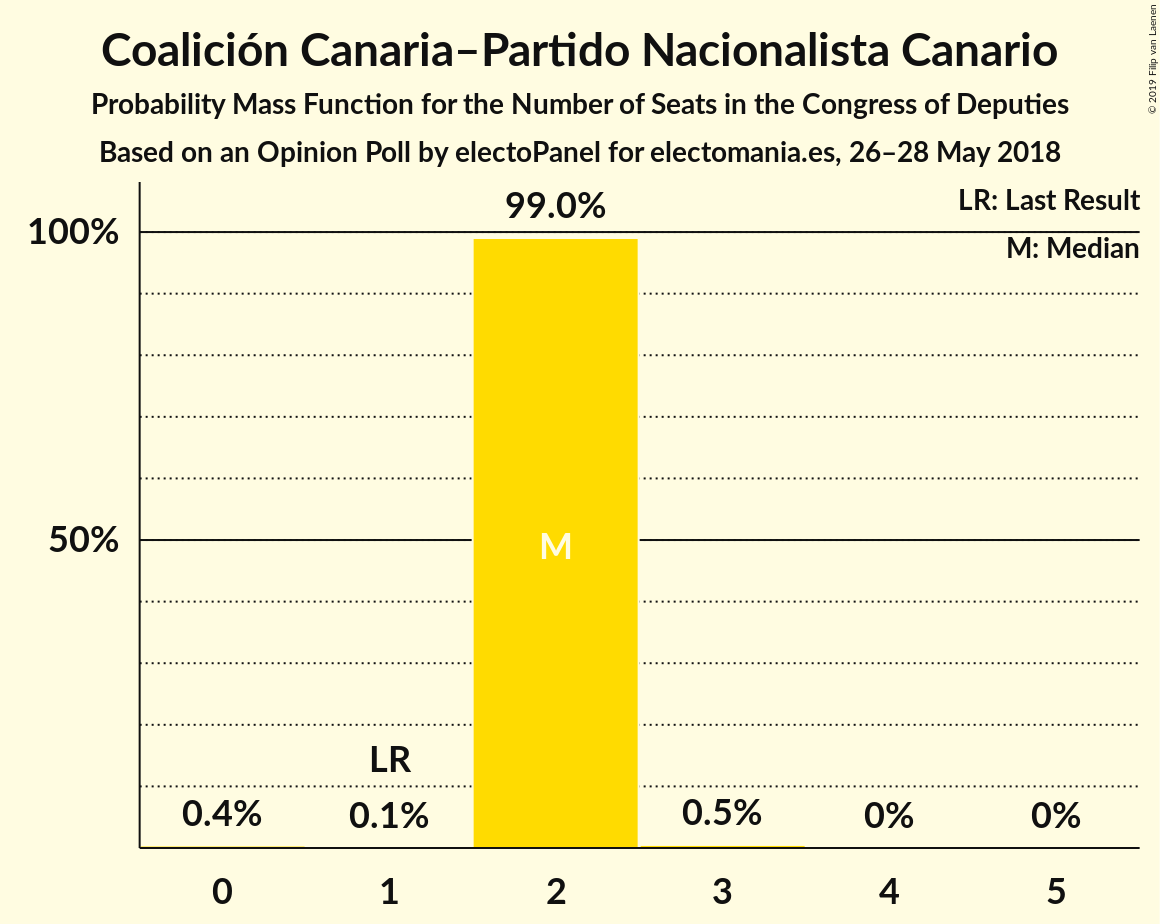 Coalición Canaria–Partido Nacionalista Canario
Probability Mass Function for the Number of Seats in the Congress of Deputies
Based on an Opinion Poll by electoPanel for electomania.es, 26–28 May 2018
© 2019 Filip van Laenen
LR: Last Result
M: Median
99.0%
100%
50%
M
LR
0.4%
0.1%
0.5%
0%
0%
0
1
2
3
4
5